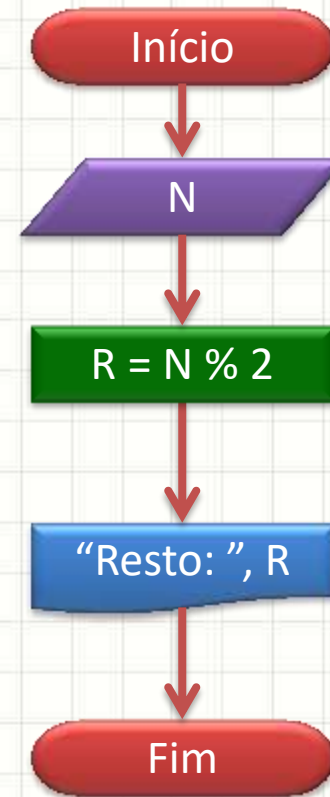 Início
N
R = N % 2
“Resto: ”, R
Fim